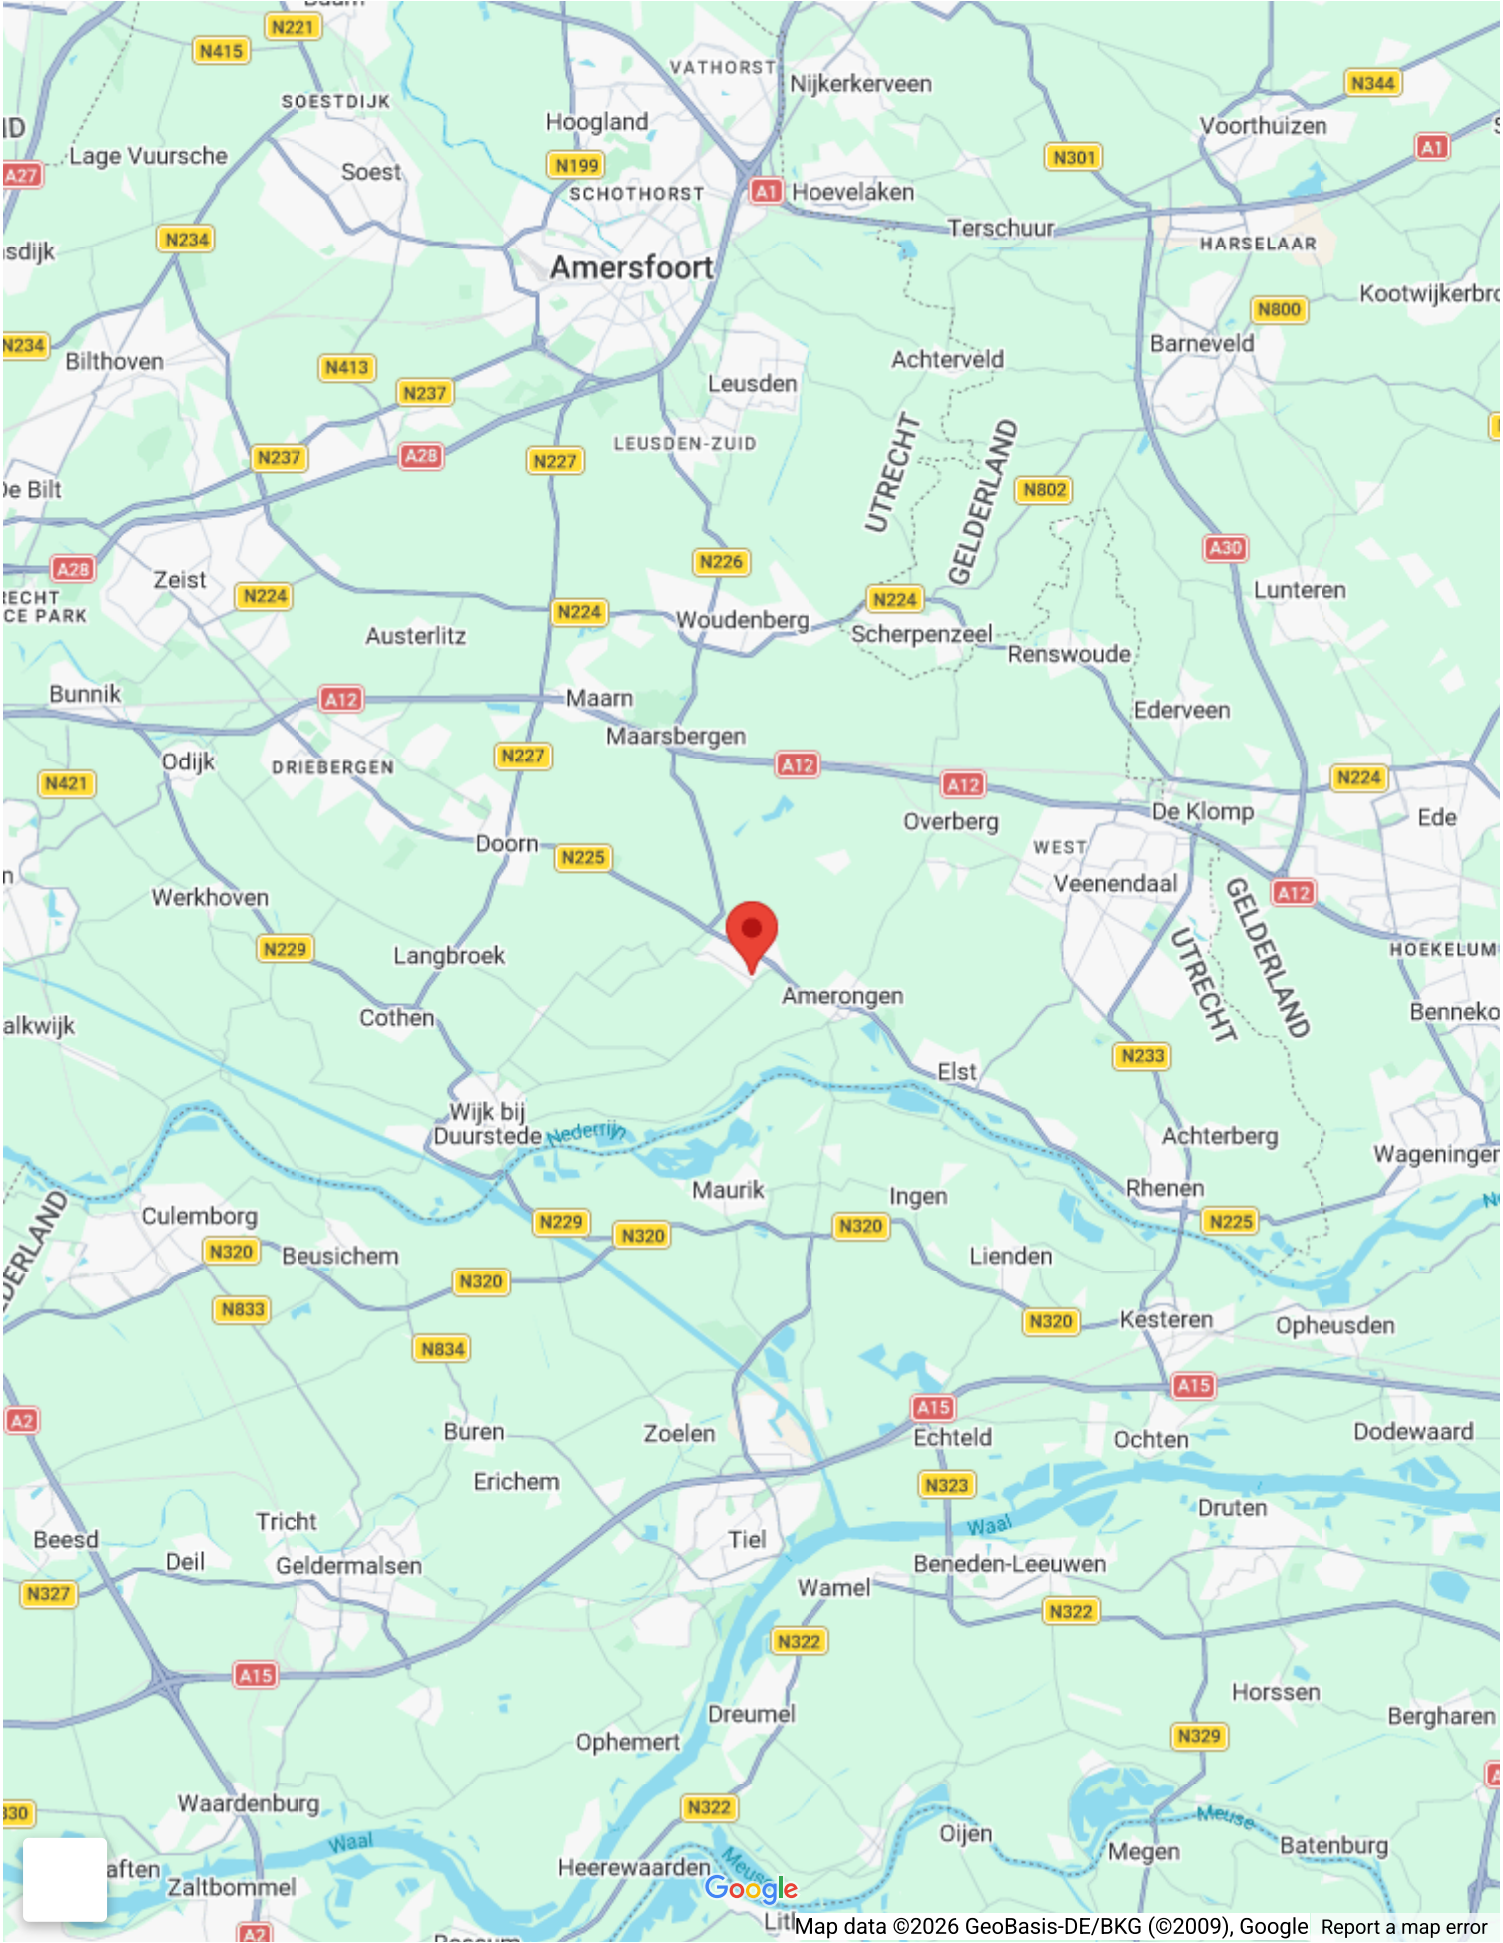 N221
N415
SOESTDIJK
VATHORST
Nijkerkerveen
N344
Hoogland
Voorthuizen
Lage Vuursche
Soest
N199
N301
A1
A27
SCHOTHORST
A1
Hoevelaken
Terschuur
N234
HARSELAAR
Amersfoort
N234
N800
Bilthoven
N413
N237
Leusden
Achterveld
Barneveld
N237
A28
N227
LEUSDEN-ZUID
UTRECHT
GELDERLAND
De Bilt
N802
A28
Zeist
N224
N226
A30
Lunteren
N224
N224
Woudenberg
Scherpenzeel
Austerlitz
Renswoude
Bunnik
A12
Maarn
Maarsbergen
Ederveen
Odijk
DRIEBERGEN
N227
A12
A12
N224
N421
Doorn
N225
Overberg
De Klomp
Ede
WEST
Veenendaal
A12
Werkhoven
N229
Langbroek
GELDERLAND
UTRECHT
Amerongen
Cothen
N233
Elst
Wijk bij
Duurstede
Nederrijn
Achterberg
Wageningen
Maurik
Ingen
Rhenen
Culemborg
N320
Beusichem
N229
N320
N320
N225
Lienden
N320
N833
N320
Kesteren
Opheusden
N834
A15
A15
A2
Buren
Zoelen
Echteld
Ochten
Dodewaard
Erichem
N323
Tricht
Waal
Druten
Beesd
Deil
Geldermalsen
Tiel
Beneden-Leeuwen
N327
Wamel
N322
N322
A15
Dreumel
Horssen
Bergharen
Ophemert
N329
Waardenburg
N322
Waal
Oijen
Meuse
Megen
Batenburg
Heerewaarden
Meuse
Zaltbommel
Google
A2
Map data ©2026 GeoBasis-DE/BKG (©2009), Google
Report a map error